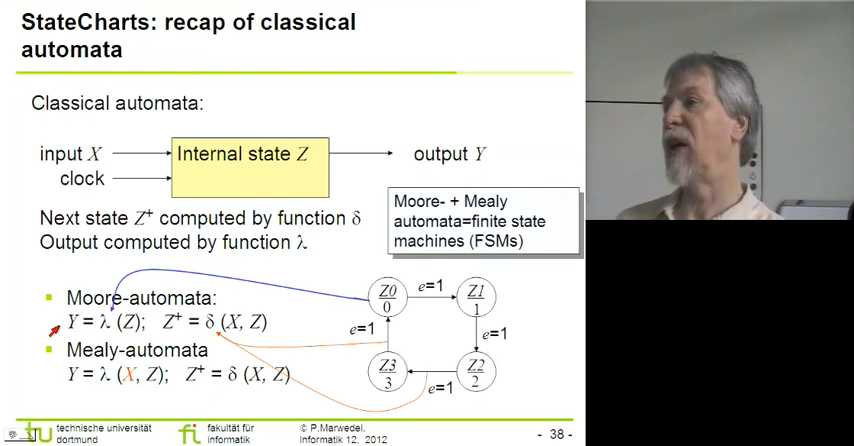 StateCharts: recap of classical
automata
Classical automata:
input X
clock
Internal state Z
output Y
Next state Z⁺ computed by function δ
Output computed by function λ
Moore- + Mealy
automata=finite state
machines (FSMs)
Moore-automata:
Y = λ (Z); Z⁺ = δ (X, Z)
Mealy-automata
Y = λ (X, Z); Z⁺ = δ (X, Z)
Z0
0
e=1
Z1
1
e=1
e=1
Z3
3
Z2
2
e=1
tu
technische universität
dortmund
fi
fakultät für
informatik
© P.Marwedel,
Informatik 12, 2012
- 38 -